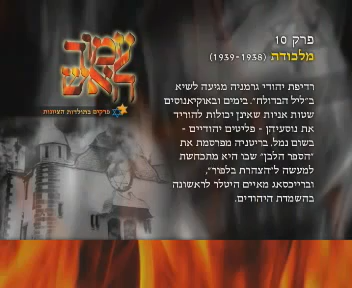 עמוד
האש
פרקים בתולדות הציונות
פרק 10
מלכודת (1939-1938)
רדיפת יהודי גרמניה מגיעה לשיא
ב"ליל הבדולח". בימים ובאוקיאנוסים
שטות אניות שאינן יכולות להוריד
את נוסעיהן - פליטים יהודיים -
בשום נמל. בריטניה מפרסמת את
"הספר הלבן" שבו היא מתכחשת
למעשה ל"הצהרת בלפור",
וברייכסאג מאיים היטלר לראשונה
בהשמדת היהודים.